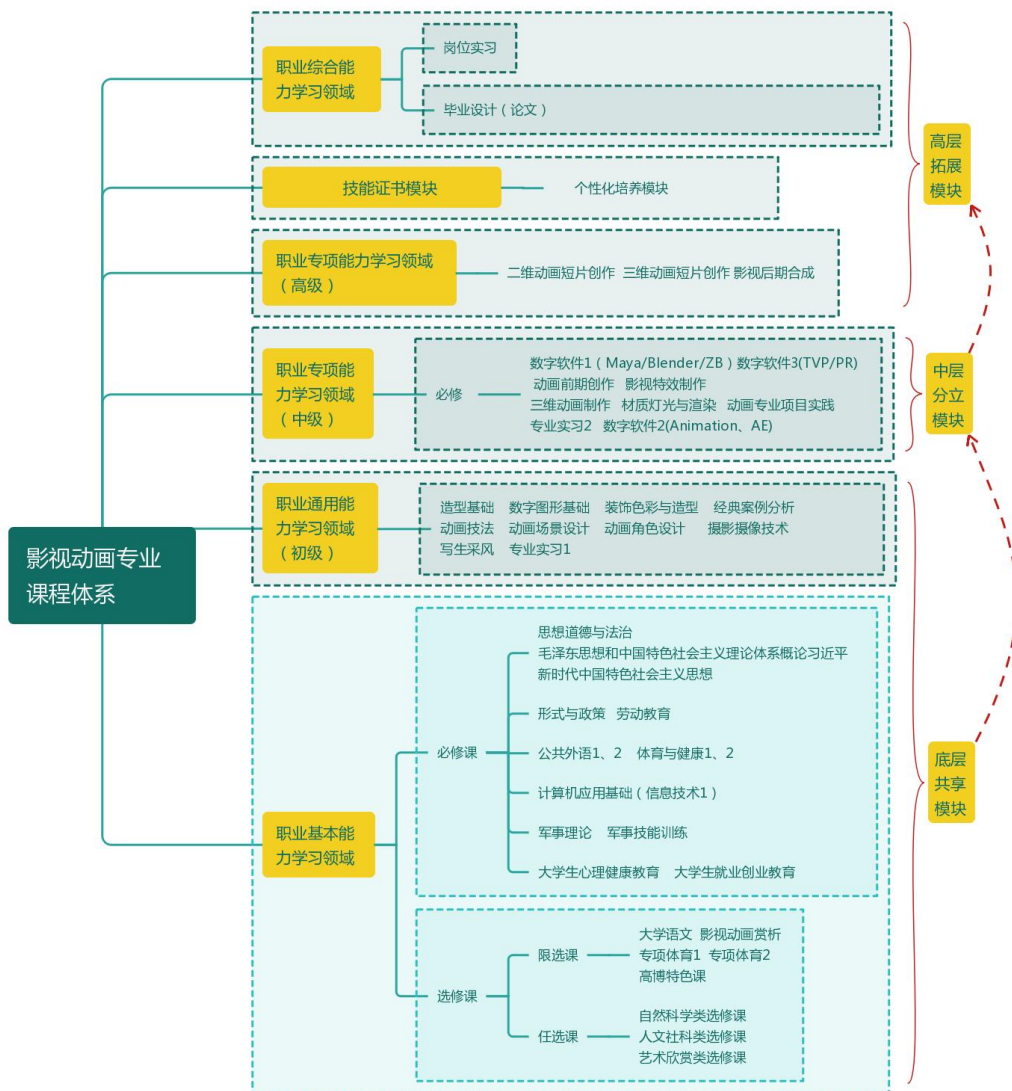 影视动画专业
课程体系
职业综合能
力学习领域
岗位实习
毕业设计（论文）
技能证书模块
个性化培养模块
职业专项能力学习领域
（高级）
二维动画短片创作 三维动画短片创作 影视后期合成
高层
拓展
模块
职业专项能
力学习领域
（中级）
必修
数字软件1（Maya/Blender/ZB）数字软件3(TVP/PR)
动画前期创作 影视特效制作
三维动画制作 材质灯光与渲染 动画专业项目实践
专业实习2 数字软件2(Animation、AE)
中层
分立
模块
职业通用能
力学习领域
（初级）
造型基础 数字图形基础 装饰色彩与造型 经典案例分析
动画技法 动画场景设计 动画角色设计 摄影摄像技术
写生采风 专业实习1
职业基本能
力学习领域
必修课
思想道德与法治
毛泽东思想和中国特色社会主义理论体系概论习近平
新时代中国特色社会主义思想
形式与政策 劳动教育
公共外语1、2 体育与健康1、2
计算机应用基础（信息技术1）
军事理论 军事技能训练
大学生心理健康教育 大学生就业创业教育
选修课
限选课
大学语文 影视动画赏析
专项体育1 专项体育2
高博特色课
任选课
自然科学类选修课
人文社科类选修课
艺术欣赏类选修课
底层
共享
模块